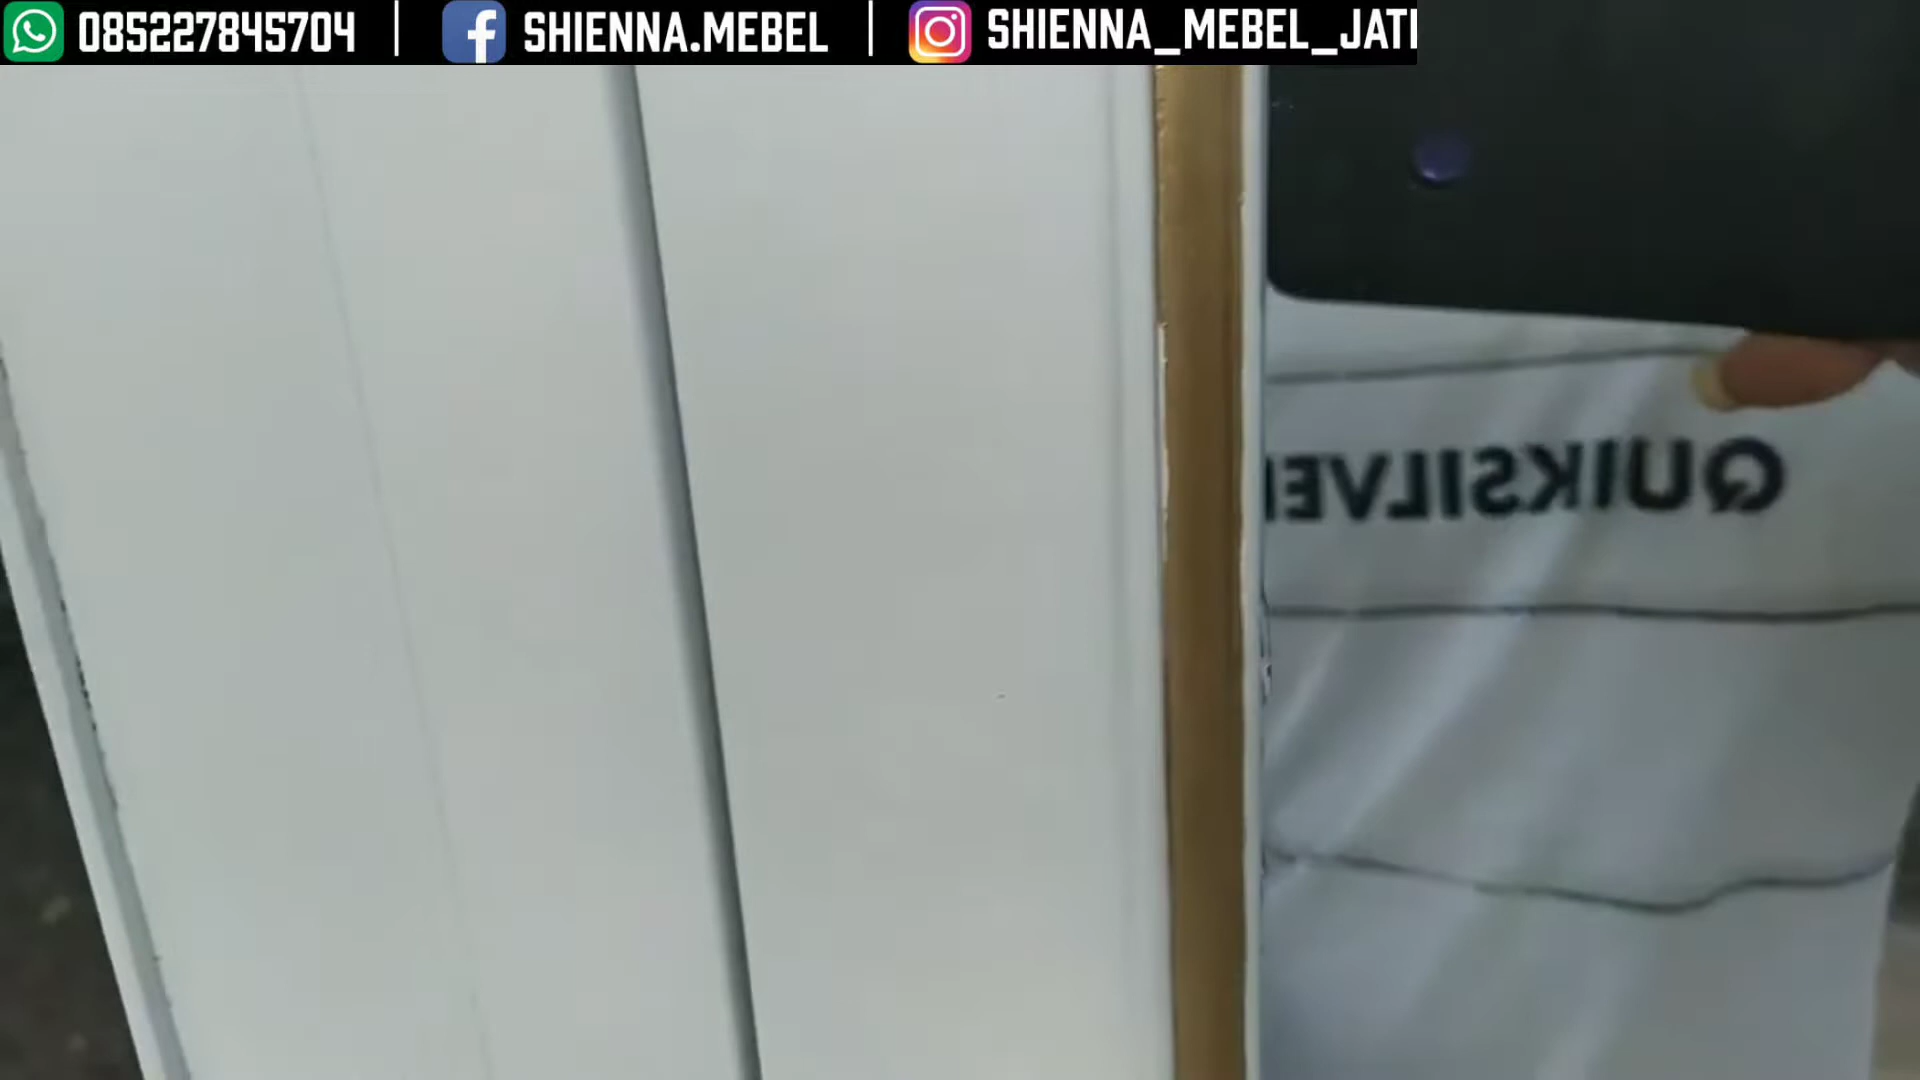 085227845704 | SHIENNA.MEBEL | SHIENNA_MEBEL_JATI
QUIKSILVE